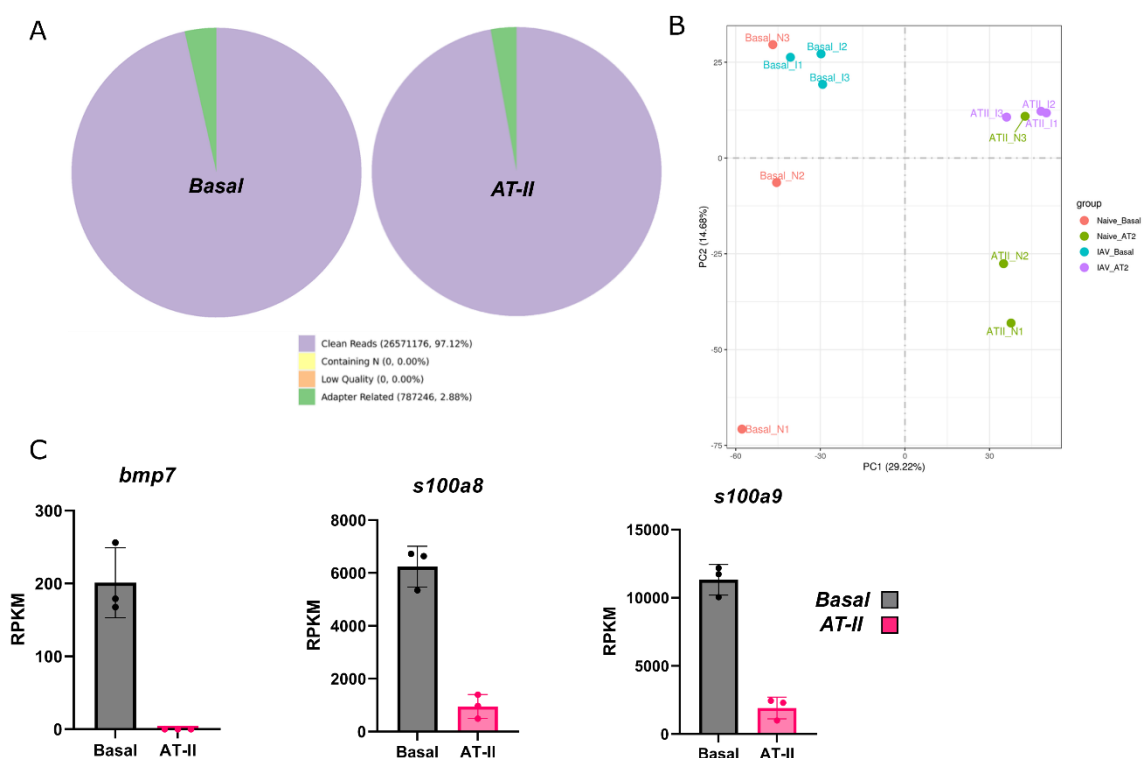 A
Basal
AT-II
Clean Reads (26571176, 97.12%)
Containing N (0, 0.00%)
Low Quality (0, 0.00%)
Adapter Related (787246, 2.88%)
B
Basal_N3
Basal_I2
Basal_I1
Basal_I3
ATII_I2
ATII_I3
ATII_I1
ATII_N3
Basal_N2
ATII_N2
ATII_N1
Basal_N1
25
0
-25
-50
-75
PC2 (14.68%)
-60
-30
0
30
PC1 (29.22%)
group
Naive_Basal
Naive_AT2
IAV_Basal
IAV_AT2
C
bmp7
300
200
100
0
RPKM
Basal
AT-II
s100a8
8000
6000
4000
2000
0
RPKM
Basal
AT-II
s100a9
15000
10000
5000
0
RPKM
Basal
AT-II
Basal
AT-II